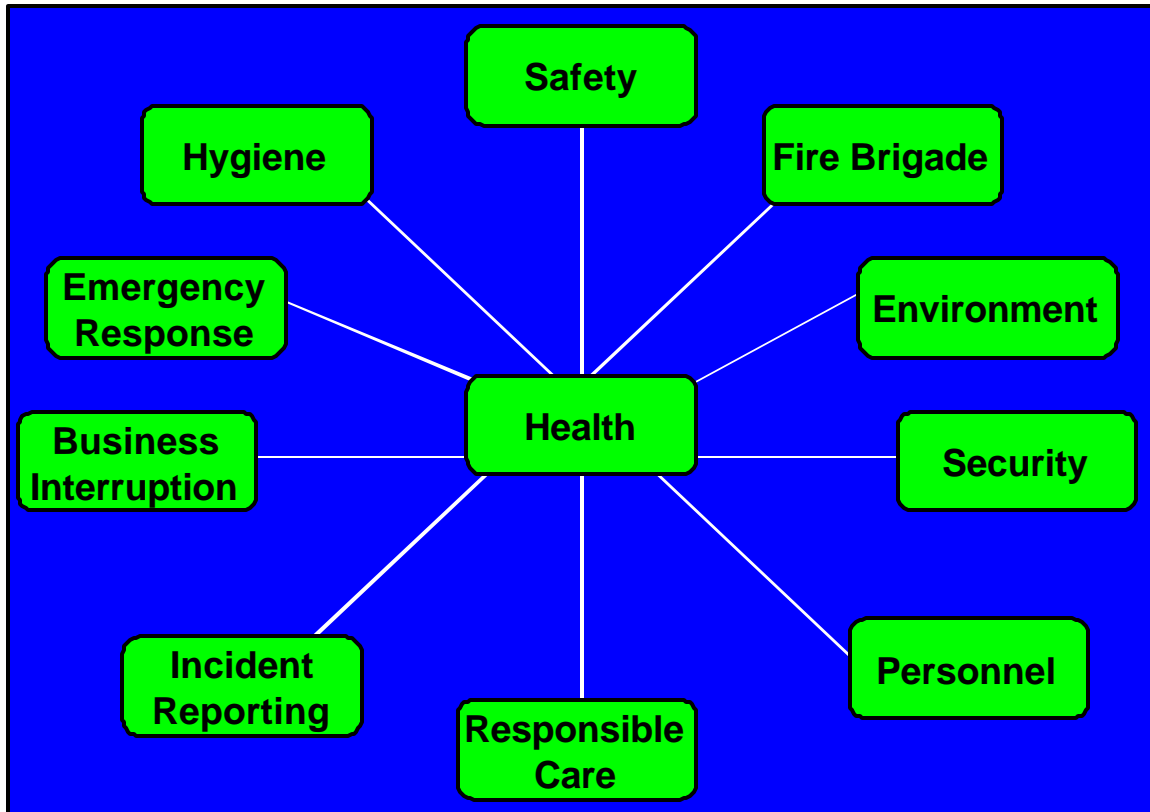 Safety
Hygiene
Fire Brigade
Emergency
Response
Environment
Health
Business
Interruption
Security
Incident
Reporting
Personnel
Responsible
Care